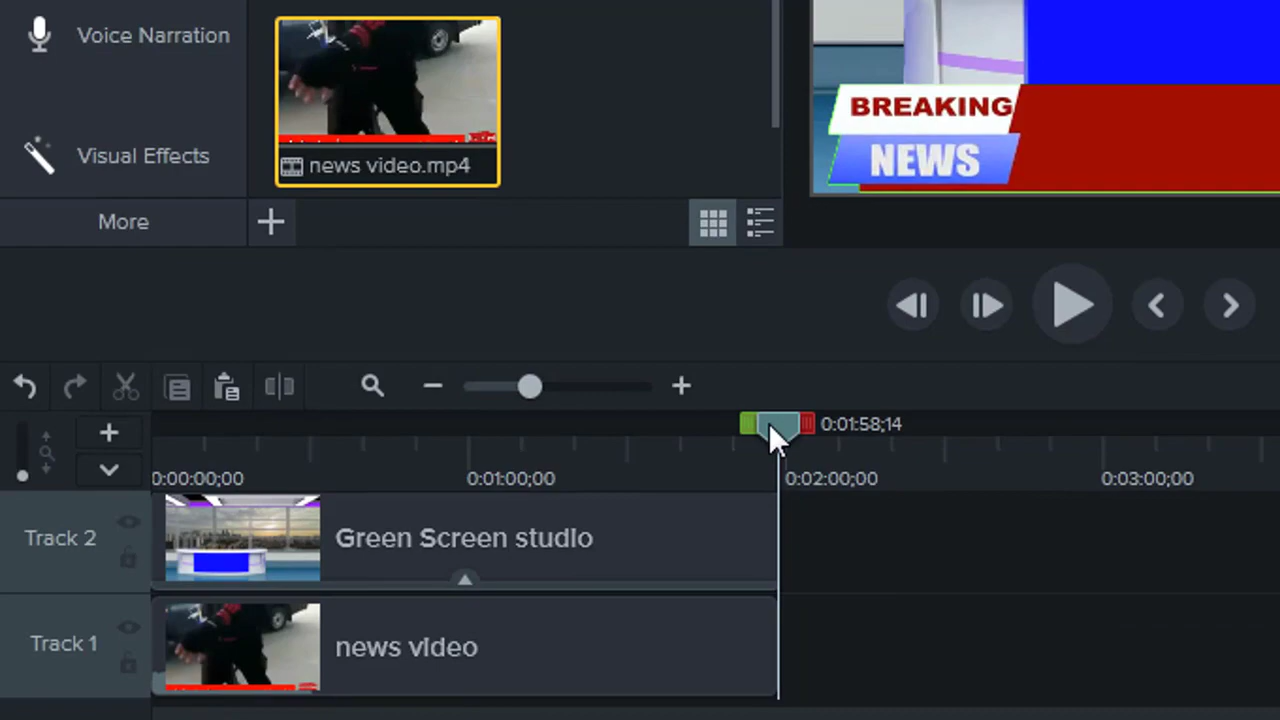 Voice Narration
Visual Effects
More
news video.mp4
BREAKING
NEWS
0:01:58;14
0:00:00;00
0:01:00;00
0:02:00;00
0:03:00;00
Track 2
Green Screen studio
Track 1
news video